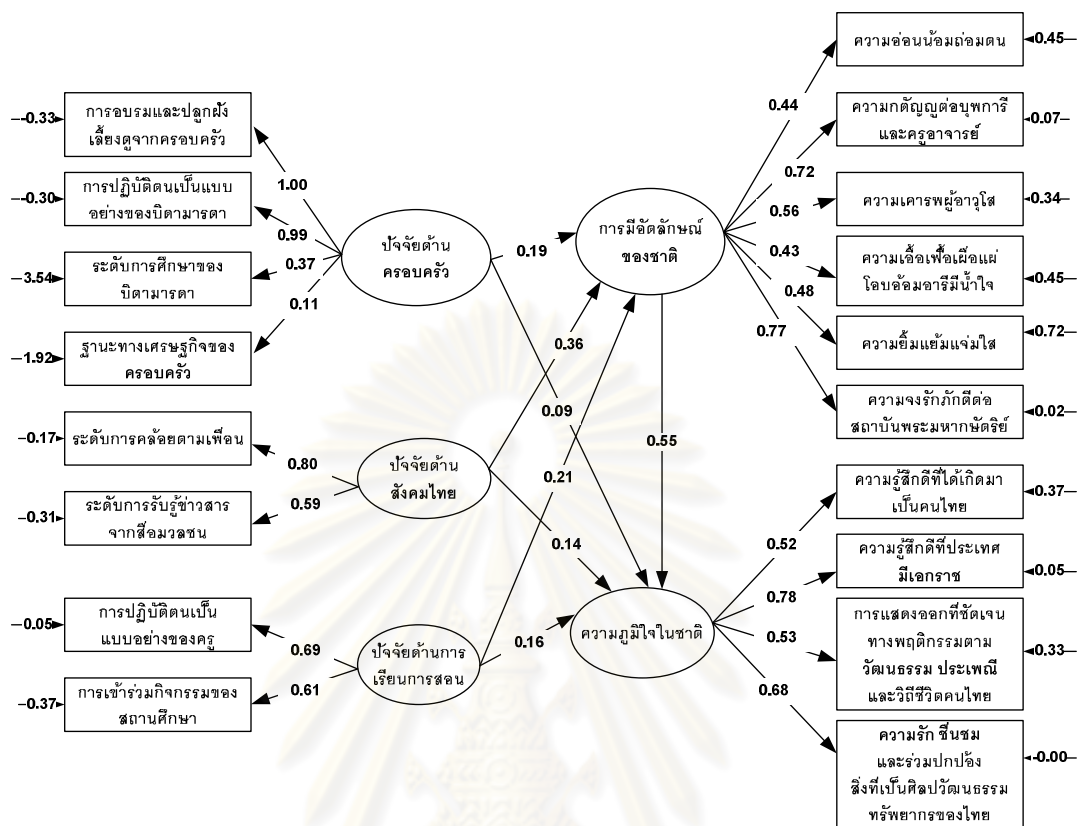 ความอ่อนน้อมถ่อมตน
0.45
0.44
ความกตัญญูต่อบุพการี
และครูอาจารย์
0.07
0.72
ความเคารพผู้อาวุโส
0.34
0.56
ความเอื้อเฟื้อเผื่อแผ่
โอบอ้อมอารีมีน้ำใจ
0.45
0.43
ความยิ้มแย้มแจ่มใส
0.72
0.48
ความจงรักภักดีต่อ
สถาบันพระมหากษัตริย์
0.02
0.77
การอบรมและปลูกฝัง
เลี้ยงดูจากครอบครัว
0.33
1.00
การปฏิบัติตนเป็นแบบ
อย่างของบิดามารดา
0.30
0.99
ระดับการศึกษาของ
บิดามารดา
3.54
0.37
ฐานะทางเศรษฐกิจของ
ครอบครัว
1.92
0.11
ปัจจัยด้าน
ครอบครัว
0.19
การมีอัตลักษณ์
ของชาติ
0.36
0.09
0.21
0.55
ระดับการคล้อยตามเพื่อน
0.17
0.80
ระดับการรับรู้ข่าวสาร
จากสื่อมวลชน
0.31
0.59
ปัจจัยด้าน
สังคมไทย
0.14
การปฏิบัติตนเป็น
แบบอย่างของครู
0.05
0.69
การเข้าร่วมกิจกรรมของ
สถานศึกษา
0.37
0.61
ปัจจัยด้านการ
เรียนการสอน
0.16
ความภูมิใจในชาติ
ความรู้สึกดีที่ได้เกิดมา
เป็นคนไทย
0.37
0.52
ความรู้สึกดีที่ประเทศ
มีเอกราช
0.05
0.78
การแสดงออกที่ชัดเจน
ทางพฤติกรรมตาม
วัฒนธรรม ประเพณี
และวิถีชีวิตคนไทย
0.33
0.53
ความรัก ชื่นชม
และร่วมปกป้อง
สิ่งที่เป็นศิลปวัฒนธรรม
ทรัพยากรของไทย
-0.00
0.68